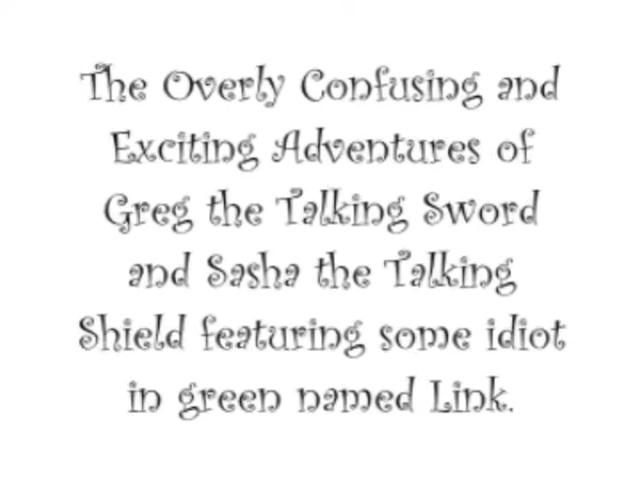 The Overly Confusing and
Exciting Adventures of
Greg the Talking Sword
and Sasha the Talking
Shield featuring some idiot
in green named Link.